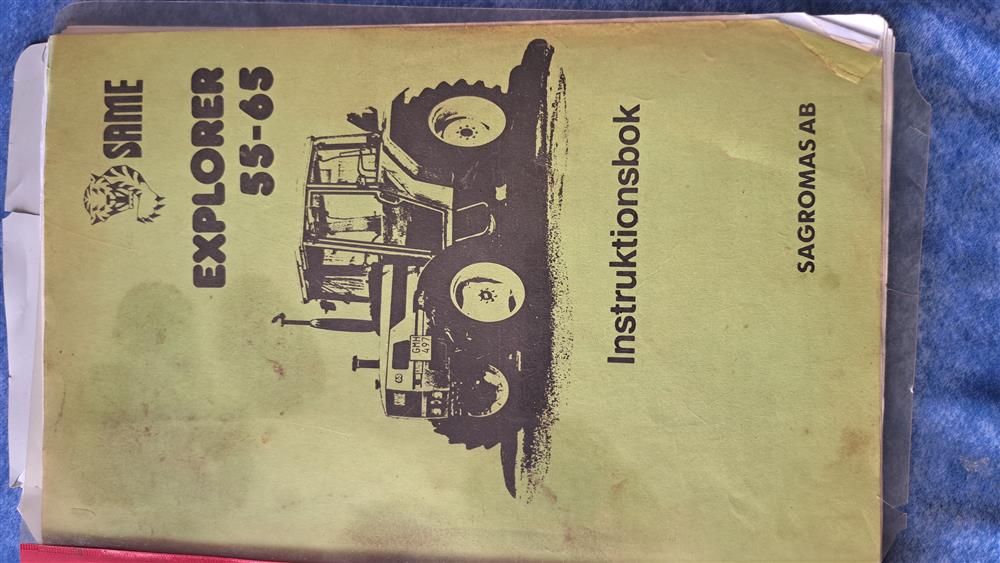 SAME
EXPLORER
55-65
GMH
497
Instruktionsbok
SAGROMAS AB